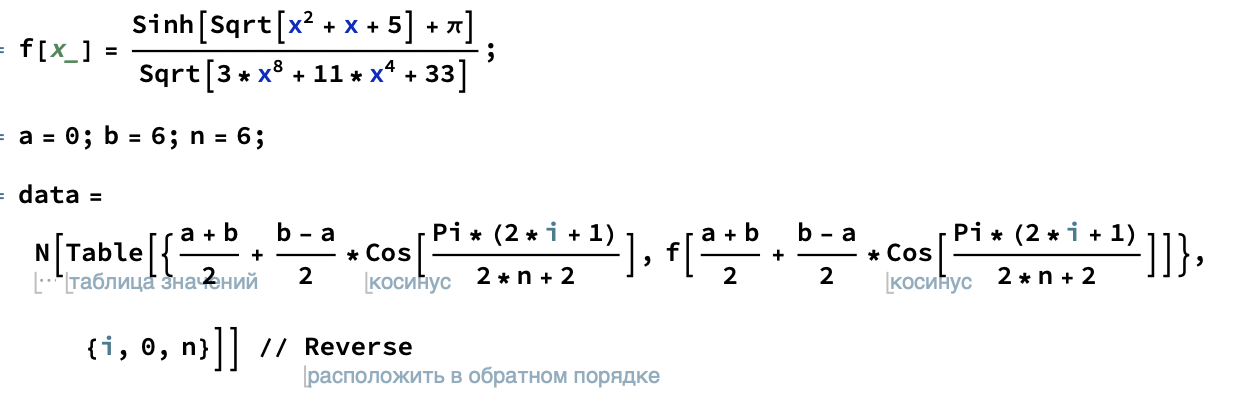 = f[x_] = Sinh[Sqrt[x² + x + 5] + π] / Sqrt[3 * x⁸ + 11 * x⁴ + 33] ;
= a = 0; b = 6; n = 6;
= data =
N[Table[{(a + b)/2 + (b - a)/2 * Cos[(Pi * (2 * i + 1))/(2 * n + 2)], f[(a + b)/2 + (b - a)/2 * Cos[(Pi * (2 * i + 1))/(2 * n + 2)]]},
… таблица значений косинус косинус
{i, 0, n}]] // Reverse
расположить в обратном порядке